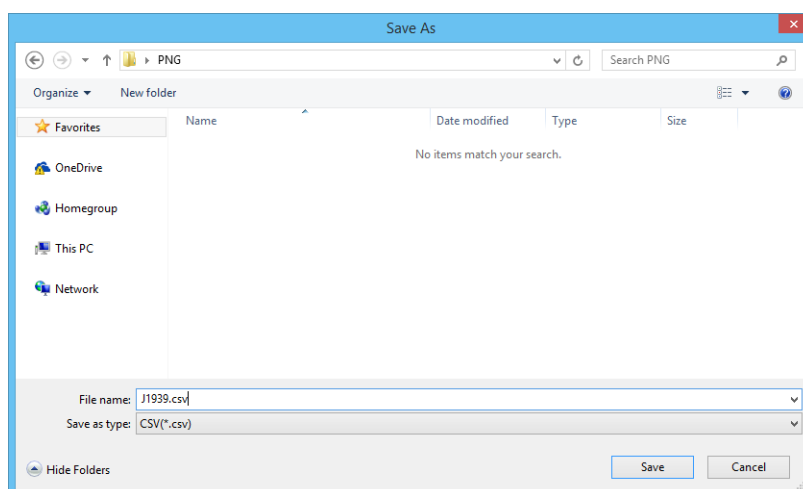 Save As
PNG
Search PNG
Organize
New folder
Name
Date modified
Type
Size
Favorites
No items match your search.
OneDrive
Homegroup
This PC
Network
File name: J1939.csv
Save as type: CSV(*.csv)
Hide Folders
Save
Cancel